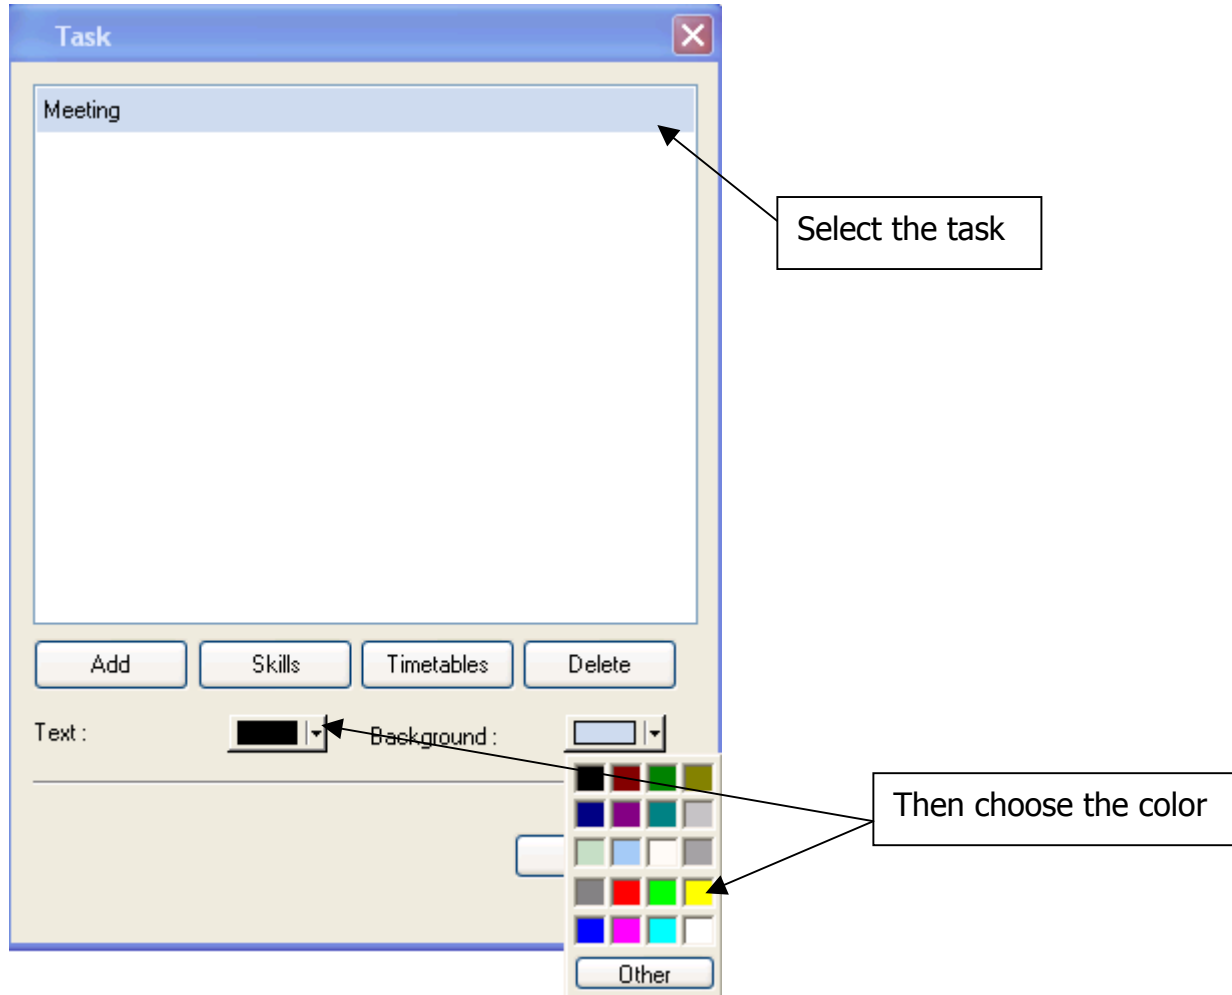 Task
Meeting
Select the task
Add Skills Timetables Delete
Text : Background :
Then choose the color
Other